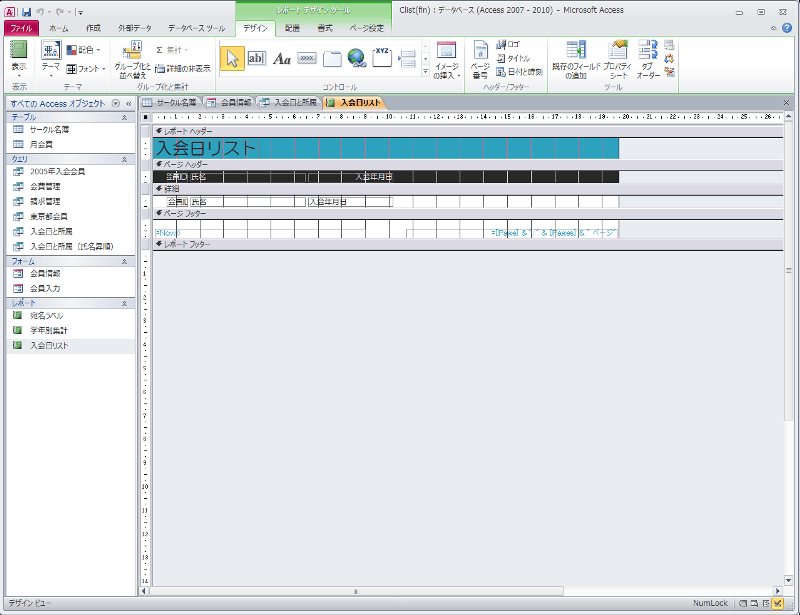 レポート デザイン ツール
Clist(fin) : データベース (Access 2007 - 2010) - Microsoft Access
ファイル ホーム 作成 外部データ データベース ツール デザイン 配置 書式 ページ設定
表示
テーマ
配色
フォント
グループ化と並べ替え
Σ 集計
詳細の非表示
ab|
Aa
XYZ
イメージの挿入
ページ番号
ロゴ
タイトル
日付と時刻
既存のフィールドの追加
プロパティシート
タブオーダー
表示 テーマ グループ化と集計 コントロール ヘッダー/フッター ツール
すべての Access オブジェクト
サークル名簿 会員情報 入会日と所属 入会日リスト
テーブル
サークル名簿
月会費
クエリ
2005年入会会員
会費管理
請求管理
東京都会員
入会日と所属
入会日と所属（氏名昇順）
フォーム
会員情報
会員入力
レポート
宛名ラベル
学年別集計
入会日リスト
レポート ヘッダー
入会日リスト
ページ ヘッダー
会員ID 氏名 入会年月日
詳細
会員ID 氏名 入会年月日
ページ フッター
=Now() =[Page] & "/" & [Pages] & " ページ"
レポート フッター
デザイン ビュー
NumLock